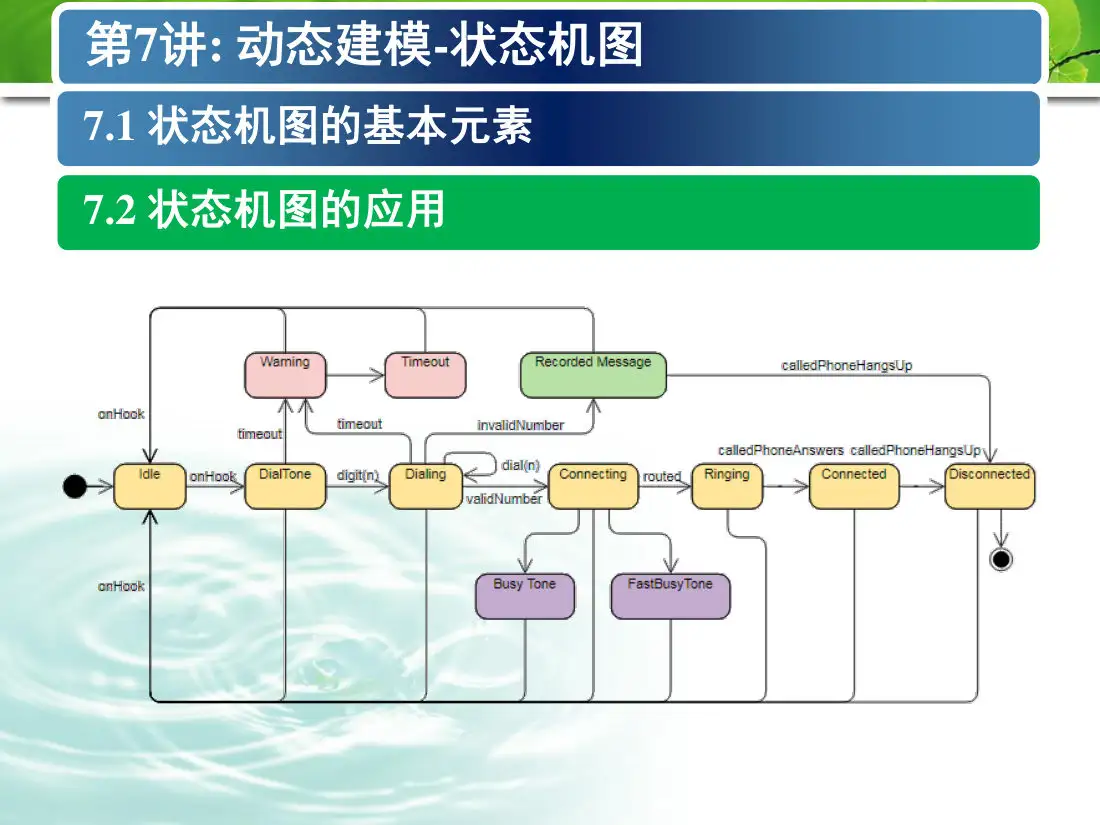 第7讲: 动态建模-状态机图
7.1 状态机图的基本元素
7.2 状态机图的应用
Warning
Timeout
Recorded Message
calledPhoneHangsUp
onHook
timeout
timeout
invalidNumber
calledPhoneAnswers
calledPhoneHangsUp
Idle
onHook
DialTone
digit(n)
Dialing
dial(n)
validNumber
Connecting
routed
Ringing
Connected
Disconnected
onHook
Busy Tone
FastBusyTone